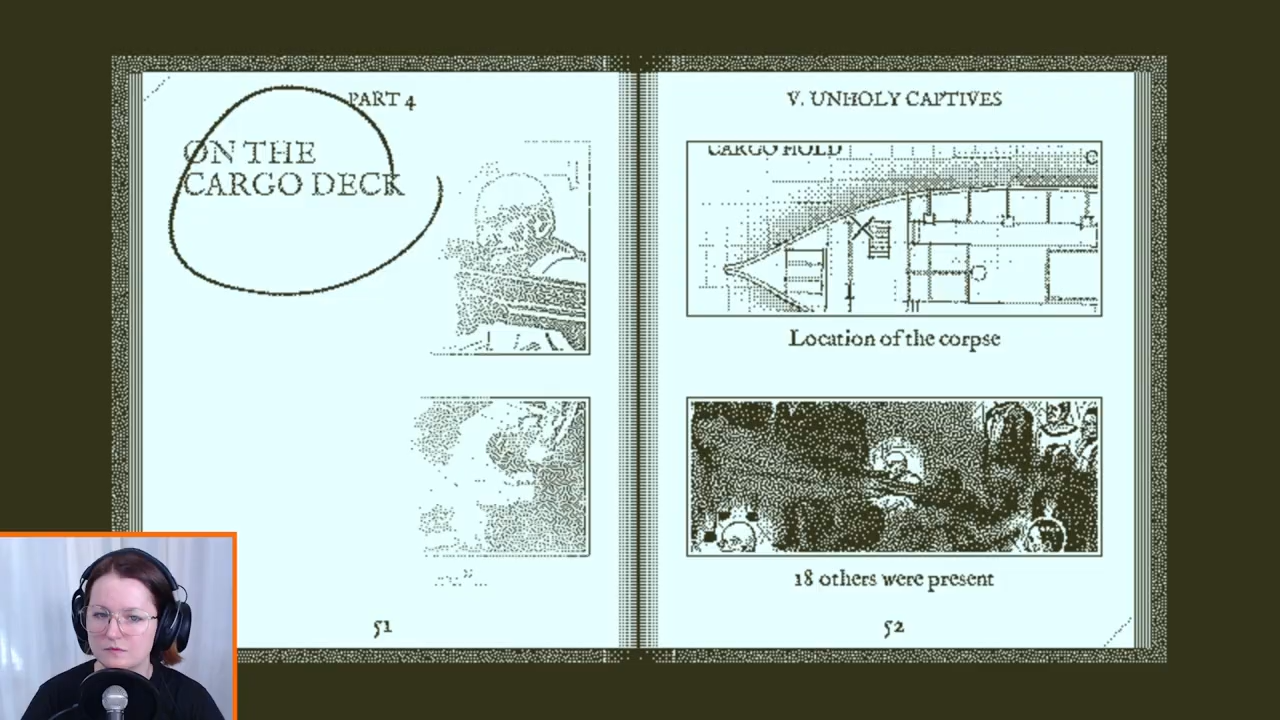 PART 4
ON THE
CARGO DECK
51
V. UNHOLY CAPTIVES
CARGO HOLD
Location of the corpse
18 others were present
52